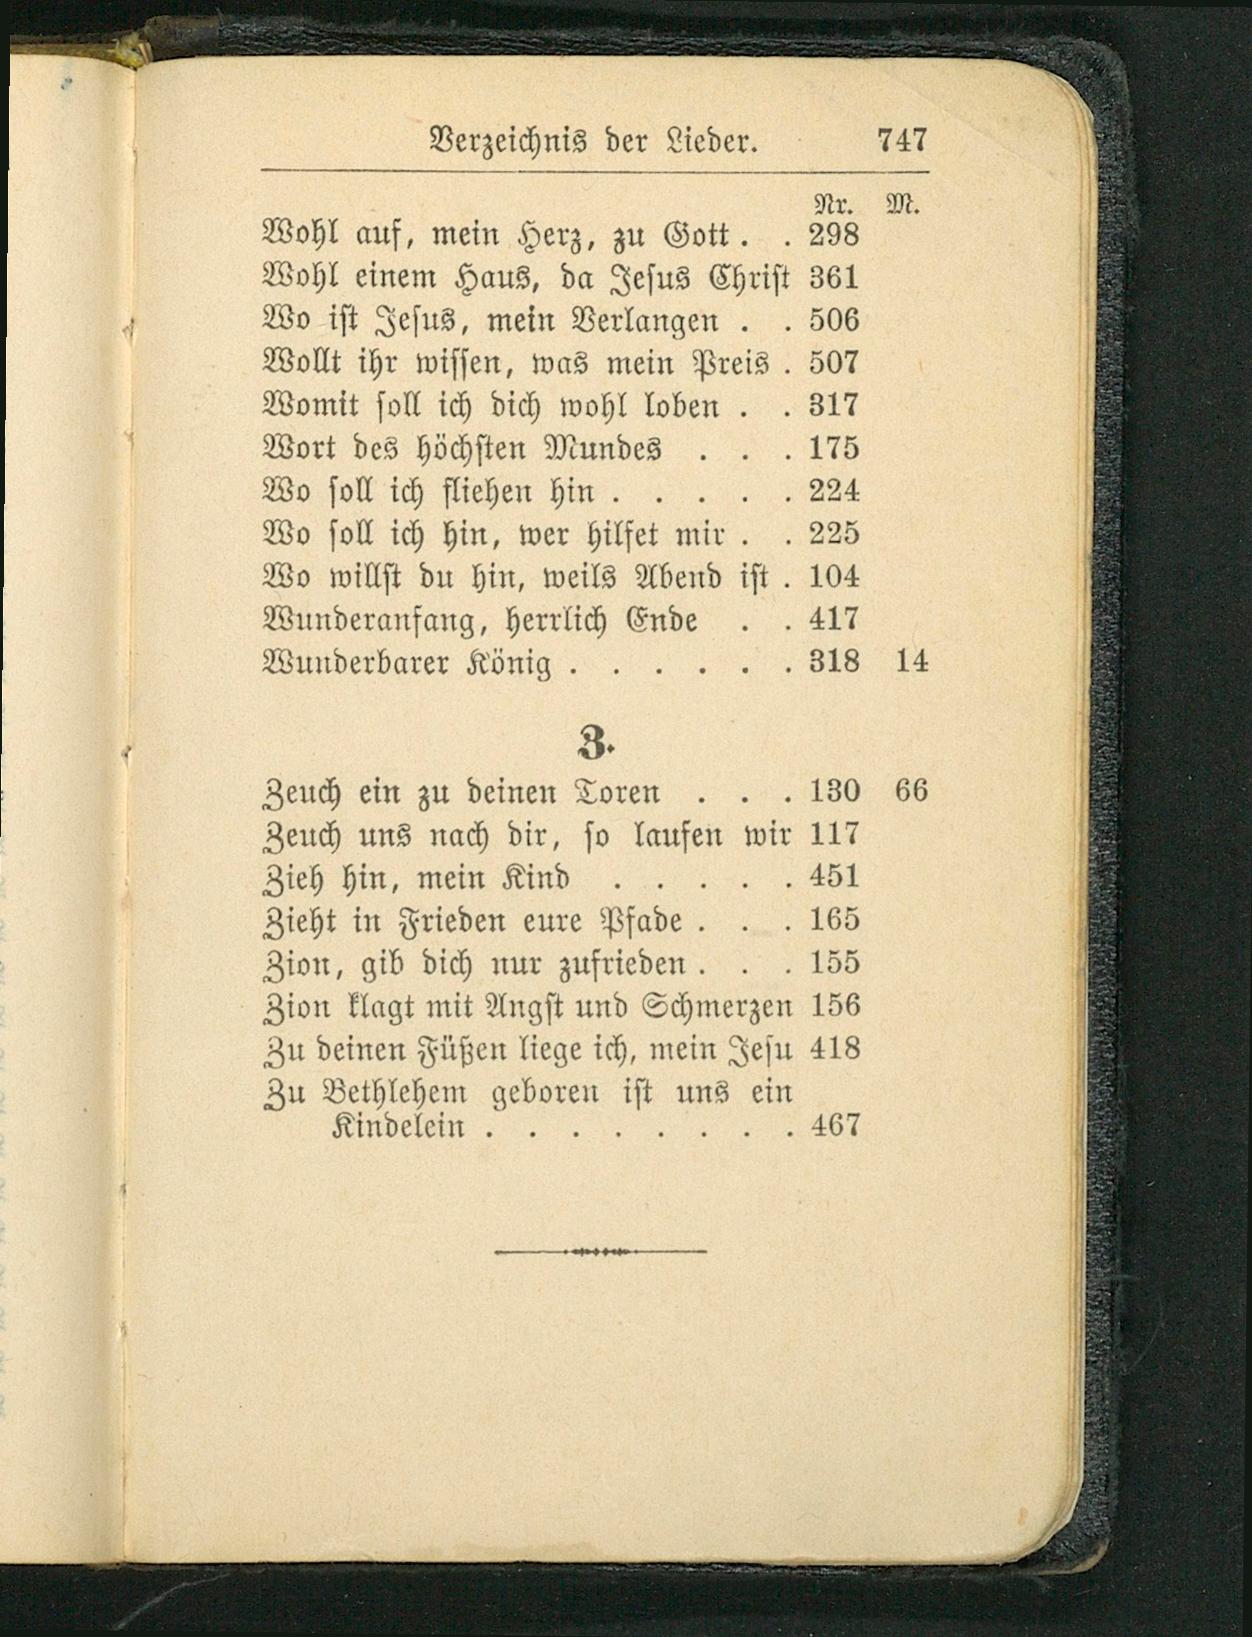 Verzeichnis der Lieder. 747
Nr. M.
Wohl auf, mein Herz, zu Gott . . 298
Wohl einem Haus, da Jesus Christ 361
Wo ist Jesus, mein Verlangen . . 506
Wollt ihr wissen, was mein Preis . 507
Womit soll ich dich wohl loben . . 317
Wort des höchsten Mundes . . . 175
Wo soll ich fliehen hin . . . . . 224
Wo soll ich hin, wer hilfet mir . . 225
Wo willst du hin, weils Abend ist . 104
Wunderanfang, herrlich Ende . . 417
Wunderbarer König . . . . . . 318 14
Z.
Zeuch ein zu deinen Toren . . . 130 66
Zeuch uns nach dir, so laufen wir 117
Zieh hin, mein Kind . . . . . 451
Zieht in Frieden eure Pfade . . . 165
Zion, gib dich nur zufrieden . . . 155
Zion klagt mit Angst und Schmerzen 156
Zu deinen Füßen liege ich, mein Jesu 418
Zu Bethlehem geboren ist uns ein
Kindelein . . . . . . . . 467